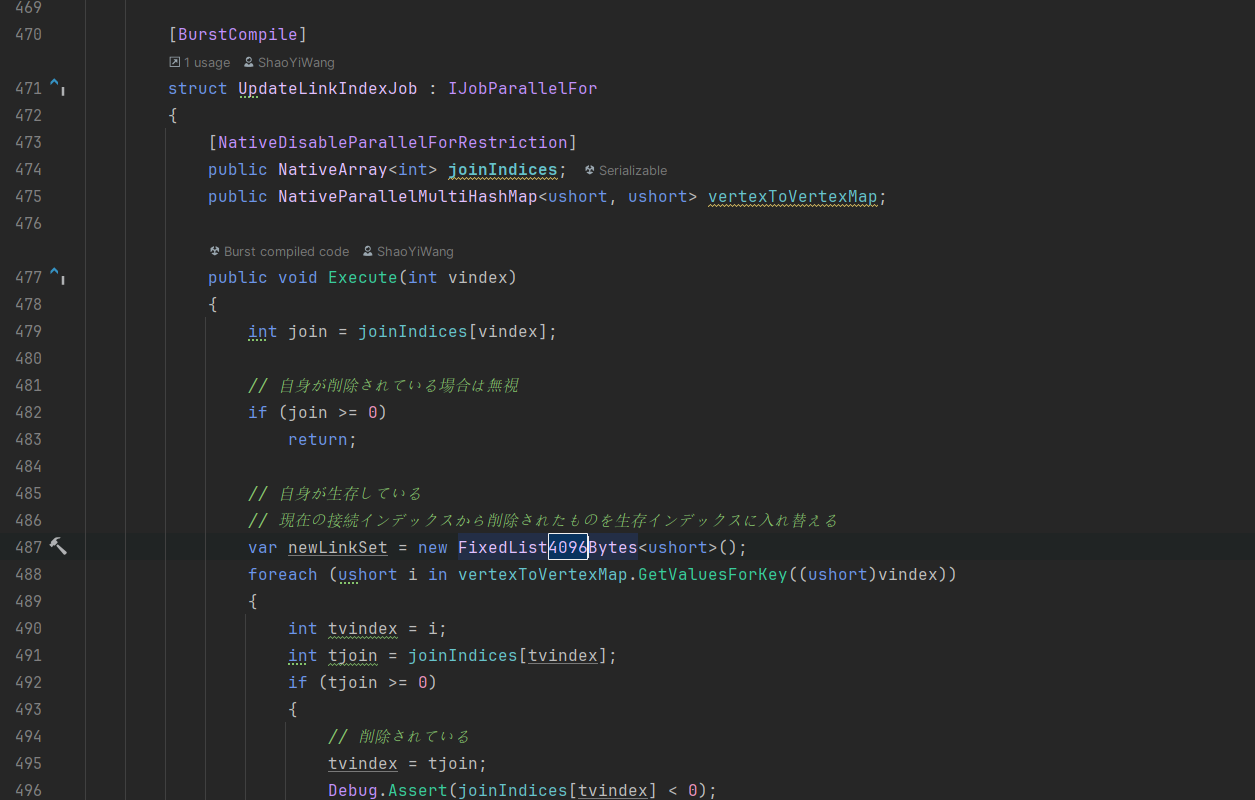 469
470 [BurstCompile]
1 usage ShaoYiWang
471 struct UpdateLinkIndexJob : IJobParallelFor
472 {
473 [NativeDisableParallelForRestriction]
474 public NativeArray<int> joinIndices; Serializable
475 public NativeParallelMultiHashMap<ushort, ushort> vertexToVertexMap;
476
Burst compiled code ShaoYiWang
477 public void Execute(int vindex)
478 {
479 int join = joinIndices[vindex];
480
481 // 自身が削除されている場合は無視
482 if (join >= 0)
483 return;
484
485 // 自身が生存している
486 // 現在の接続インデックスから削除されたものを生存インデックスに入れ替える
487 var newLinkSet = new FixedList4096Bytes<ushort>();
488 foreach (ushort i in vertexToVertexMap.GetValuesForKey((ushort)vindex))
489 {
490 int tvindex = i;
491 int tjoin = joinIndices[tvindex];
492 if (tjoin >= 0)
493 {
494 // 削除されている
495 tvindex = tjoin;
496 Debug.Assert(joinIndices[tvindex] < 0);